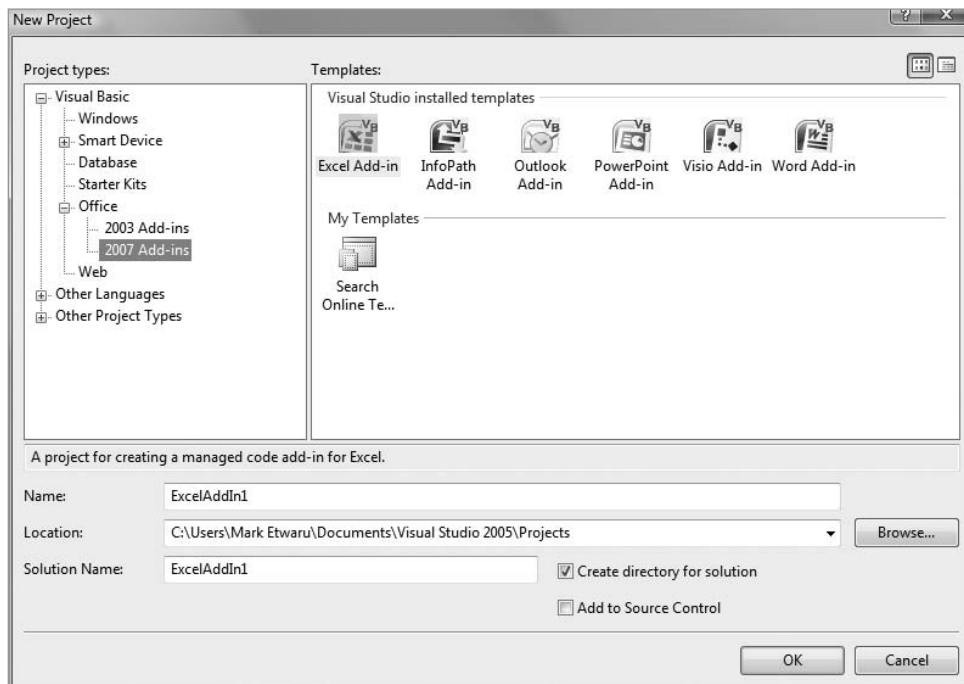 New Project
Project types:
Templates:
Visual Basic
Windows
Smart Device
Database
Starter Kits
Office
2003 Add-ins
2007 Add-ins
Web
Other Languages
Other Project Types
Visual Studio installed templates
Excel Add-in
InfoPath Add-in
Outlook Add-in
PowerPoint Add-in
Visio Add-in
Word Add-in
My Templates
Search Online Te...
A project for creating a managed code add-in for Excel.
Name:
ExcelAddIn1
Location:
C:\Users\Mark Etwaru\Documents\Visual Studio 2005\Projects
Browse...
Solution Name:
ExcelAddIn1
Create directory for solution
Add to Source Control
OK
Cancel